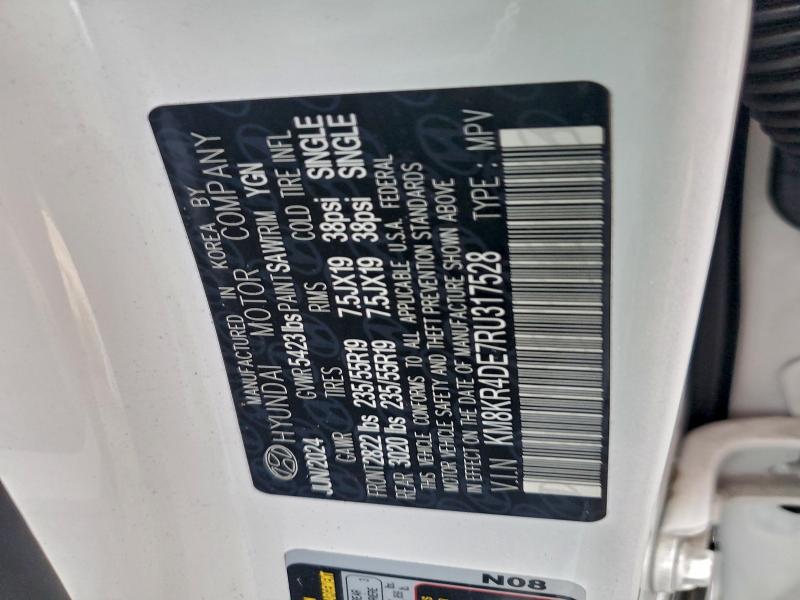 MANUFACTURED IN KOREA BY
HYUNDAI MOTOR COMPANY
JUN/2024 GVWR 5423 lbs PAINT SAW TRIM YGN
GAWR TIRES RIMS COLD TIRE INFL
FRONT 2822 lbs 235/55R19 7.5JX19 38psi SINGLE
REAR 3020 lbs 235/55R19 7.5JX19 38psi SINGLE
THIS VEHICLE CONFORMS TO ALL APPLICABLE U.S.A. FEDERAL
MOTOR VEHICLE SAFETY AND THEFT PREVENTION STANDARDS
IN EFFECT ON THE DATE OF MANUFACTURE SHOWN ABOVE
V.I.N KM8KR4DE7RU317528 TYPE : MPV
N08